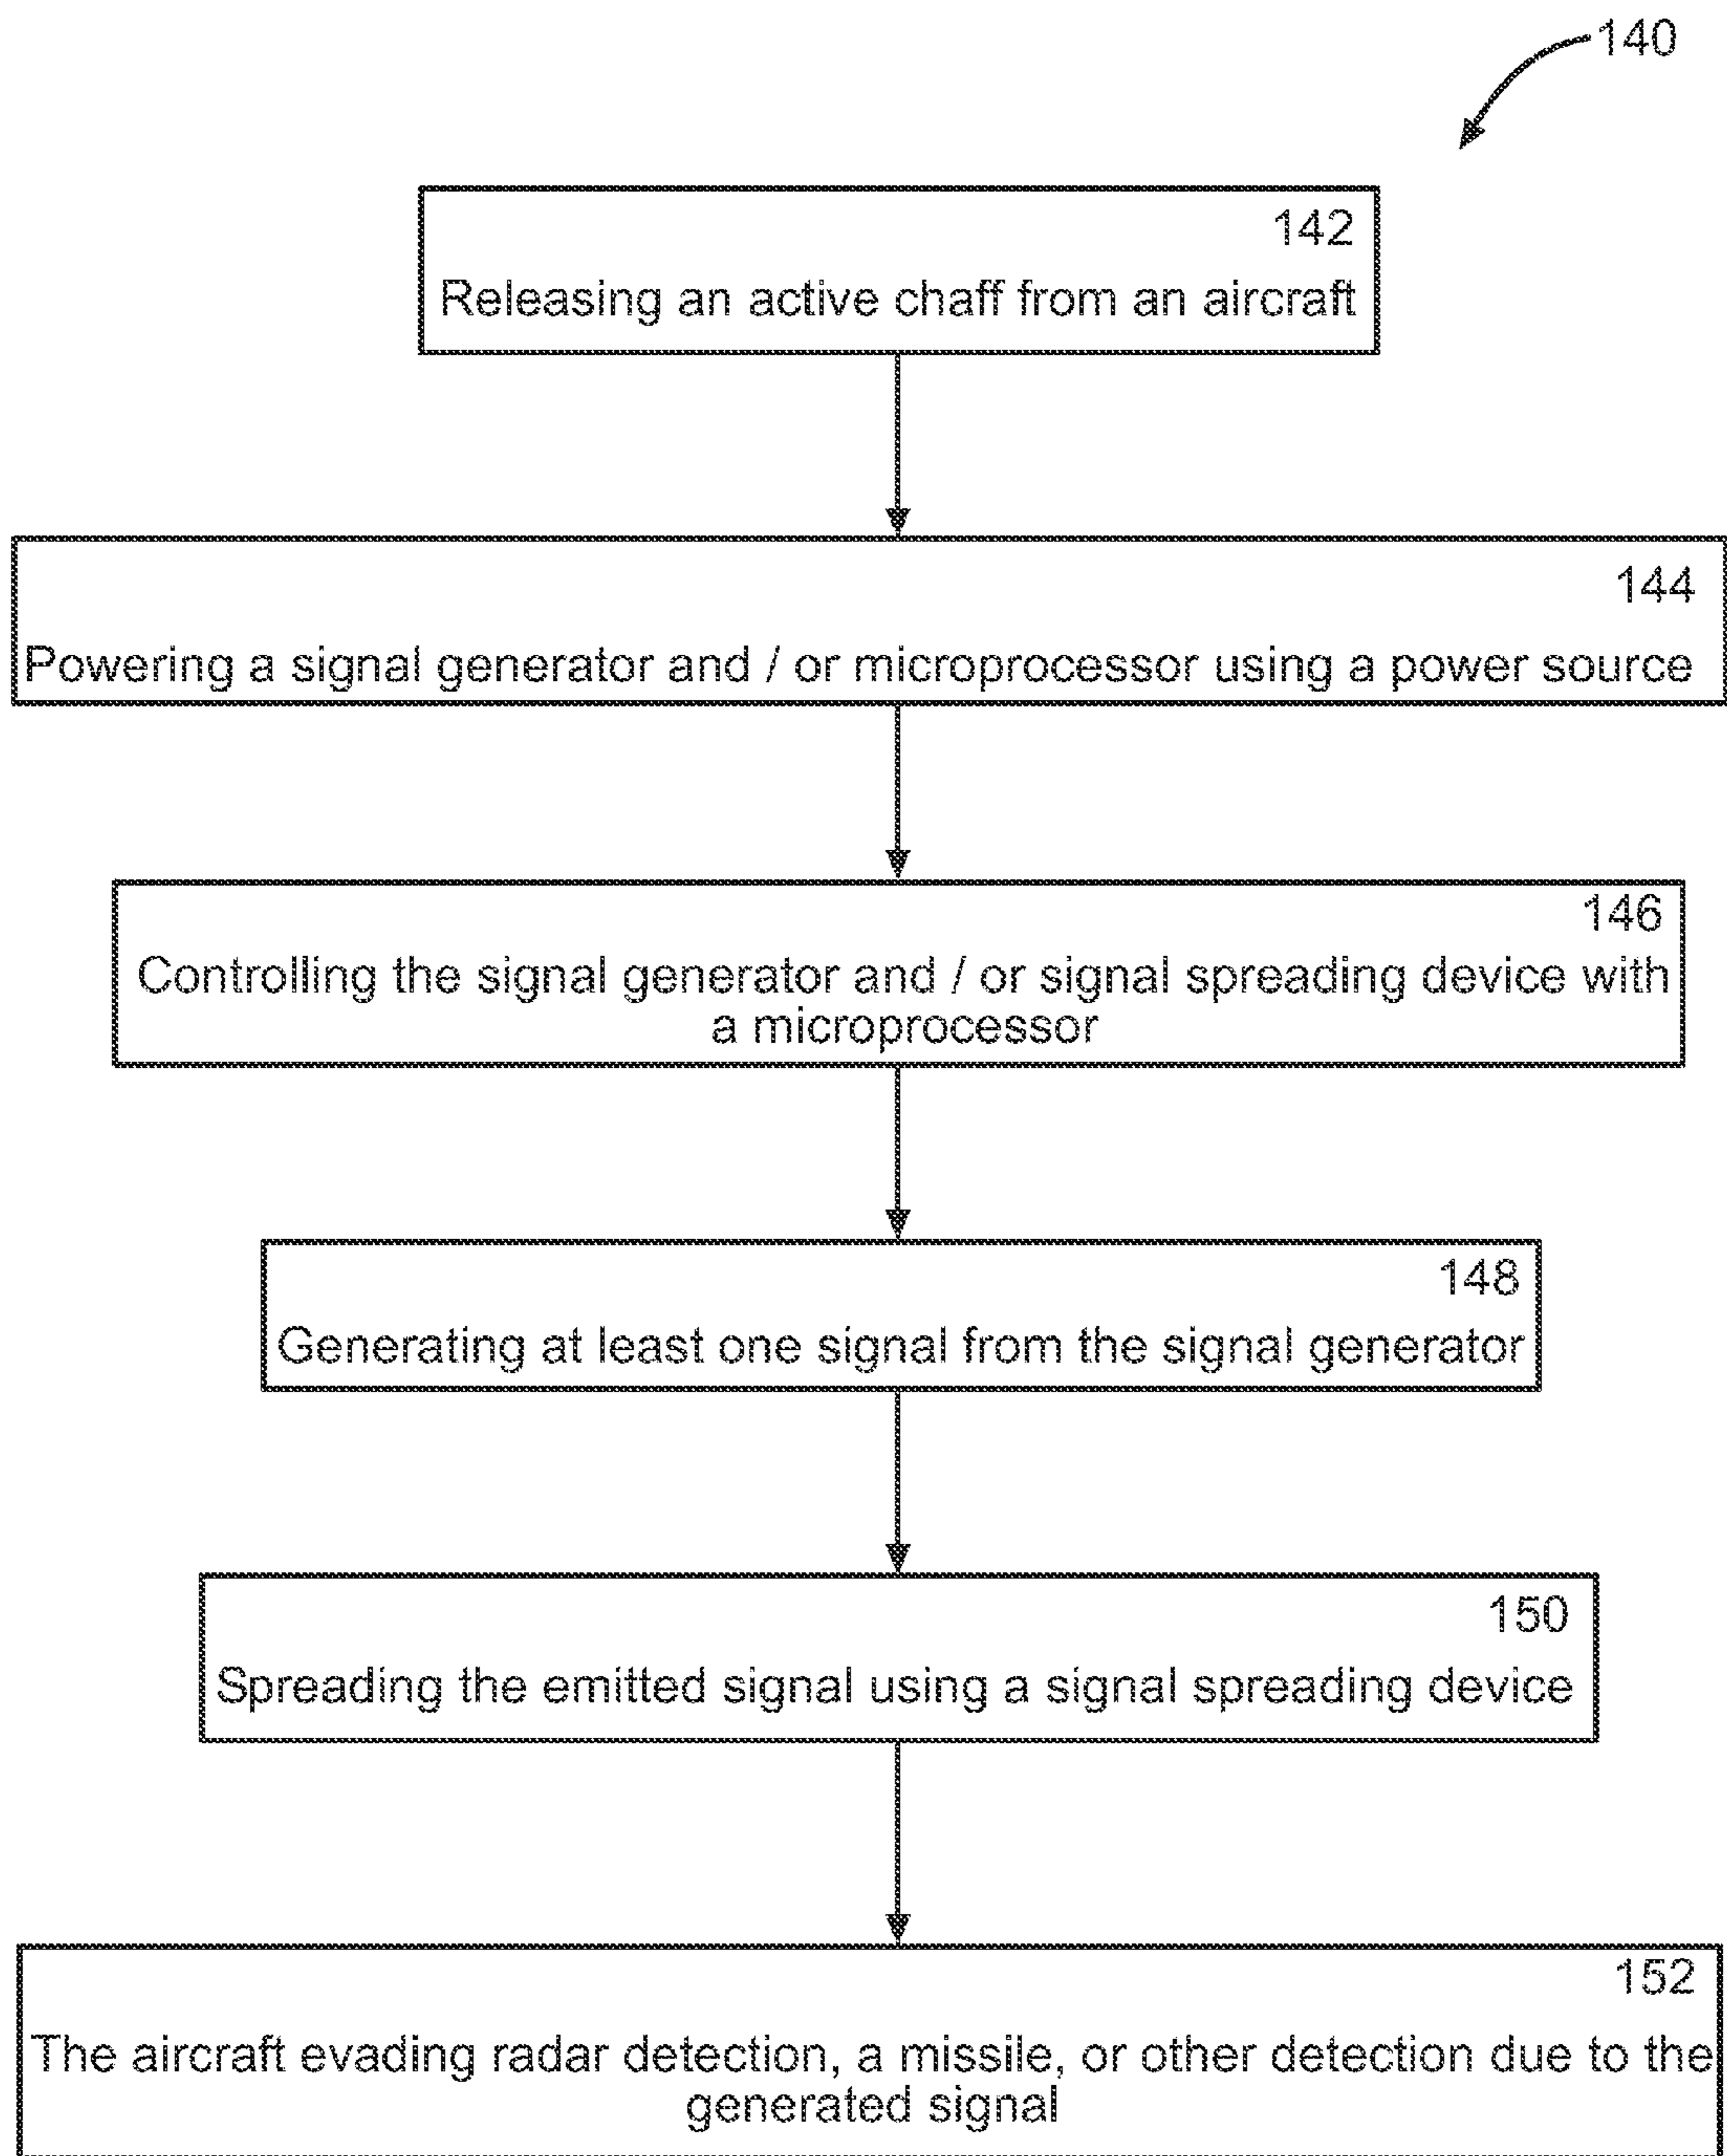 140
142
Releasing an active chaff from an aircraft
144
Powering a signal generator and / or microprocessor using a power source
146
Controlling the signal generator and / or signal spreading device with
a microprocessor
148
Generating at least one signal from the signal generator
150
Spreading the emitted signal using a signal spreading device
152
The aircraft evading radar detection, a missile, or other detection due to the
generated signal